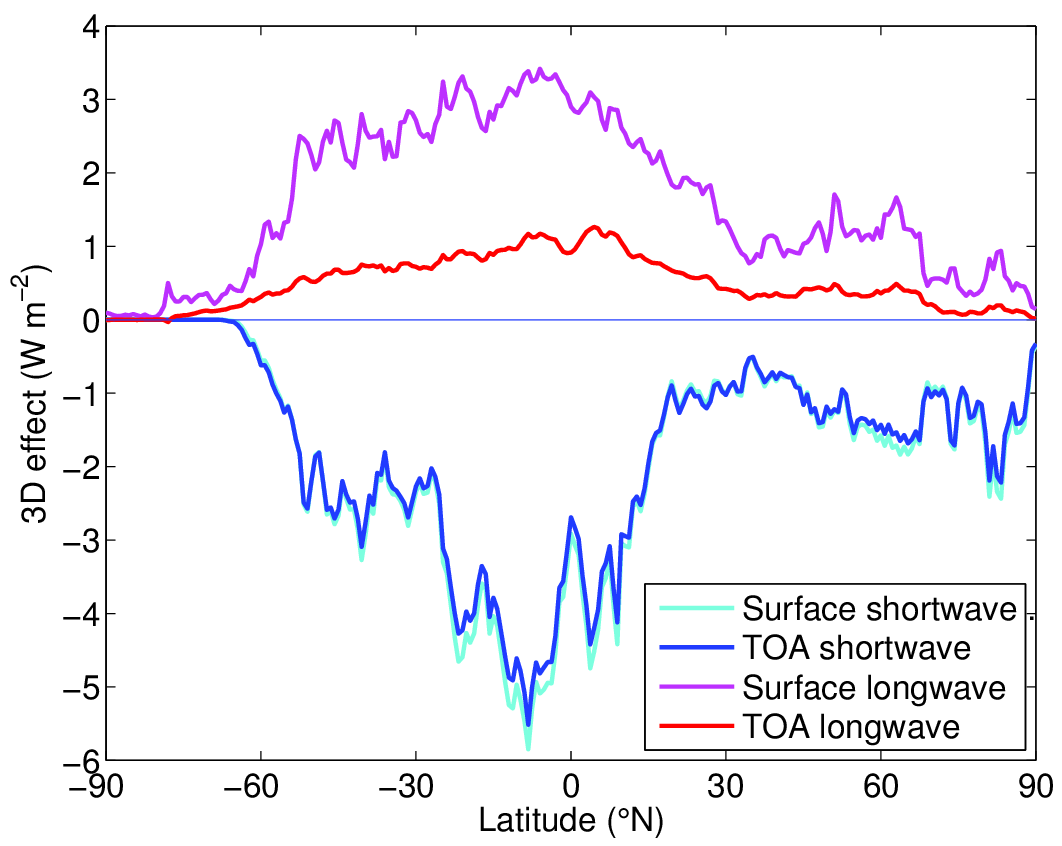 4
3
2
1
0
−1
−2
−3
−4
−5
−6
3D effect (W m−2)
Surface shortwave
TOA shortwave
Surface longwave
TOA longwave
−90 −60 −30 0 30 60 90
Latitude (°N)